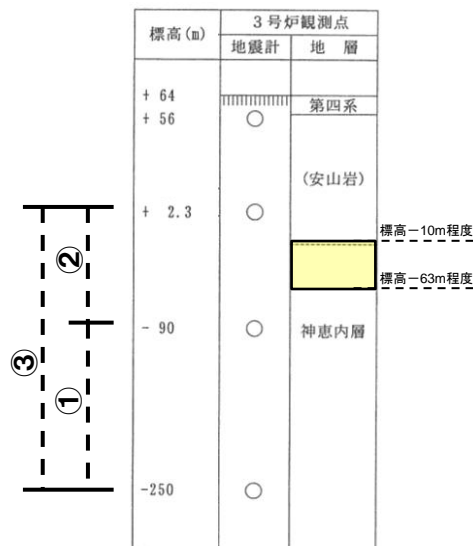 標高(m)
3号炉観測点
地震計
地 層
+ 64
第四系
+ 56
(安山岩)
+ 2.3
標高－10m程度
標高－63m程度
- 90
神恵内層
-250
②
③
①